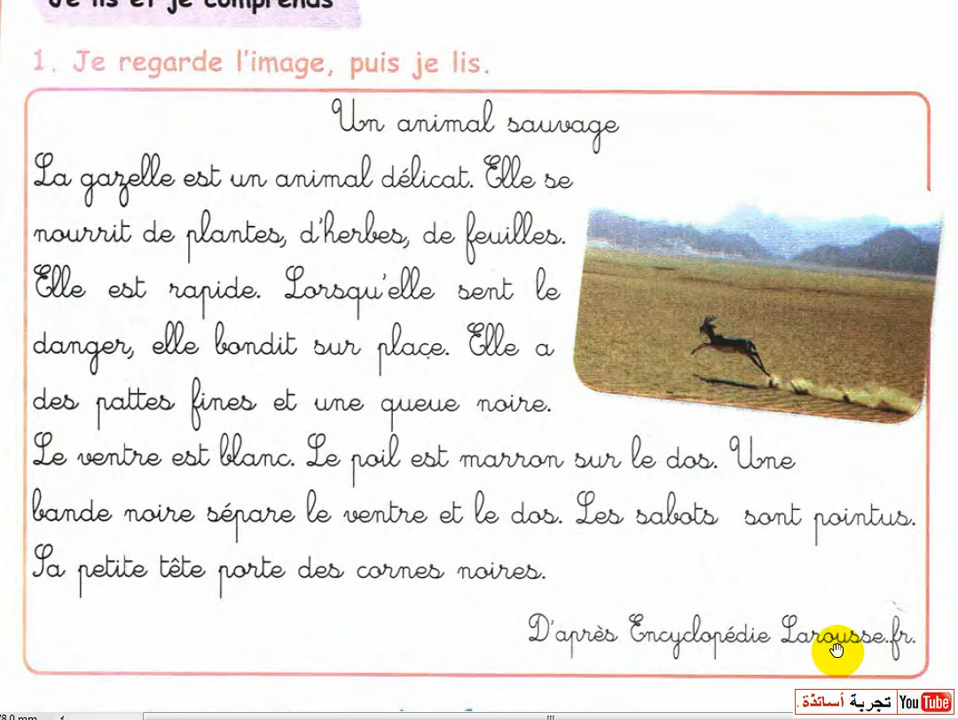 Je lis et je comprends
1. Je regarde l'image, puis je lis.
Un animal sauvage
La gazelle est un animal délicat. Elle se
nourrit de plantes, d'herbes, de feuilles.
Elle est rapide. Lorsqu'elle sent le
danger, elle bondit sur place. Elle a
des pattes fines et une queue noire.
Le ventre est blanc. Le poil est marron sur le dos. Une
bande noire sépare le ventre et le dos. Les sabots sont pointus.
Sa petite tête porte des cornes noires.
D'après Encyclopédie Larousse.fr.
تجربة أساتذة. YouTube